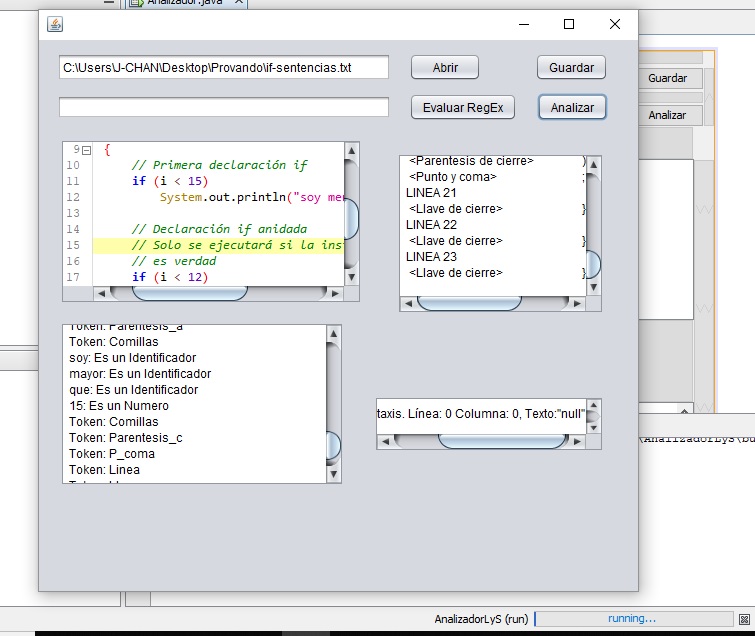 Analizador.java
C:\Users\J-CHAN\Desktop\Provando\if-sentencias.txt
Abrir
Guardar
Evaluar RegEx
Analizar
Guardar
Analizar
9 {
10 // Primera declaración if
11 if (i < 15)
12 System.out.println("soy me
13
14 // Declaración if anidada
15 // Solo se ejecutará si la ins
16 // es verdad
17 if (i < 12)
<Parentesis de cierre> )
<Punto y coma> ;
LINEA 21
<Llave de cierre> }
LINEA 22
<Llave de cierre> }
LINEA 23
<Llave de cierre> }
Token: Parentesis_a
Token: Comillas
soy: Es un Identificador
mayor: Es un Identificador
que: Es un Identificador
15: Es un Numero
Token: Comillas
Token: Parentesis_c
Token: P_coma
Token: Linea
taxis. Línea: 0 Columna: 0, Texto:"null"
\AnalizadorLyS\bu
AnalizadorLyS (run)
running...